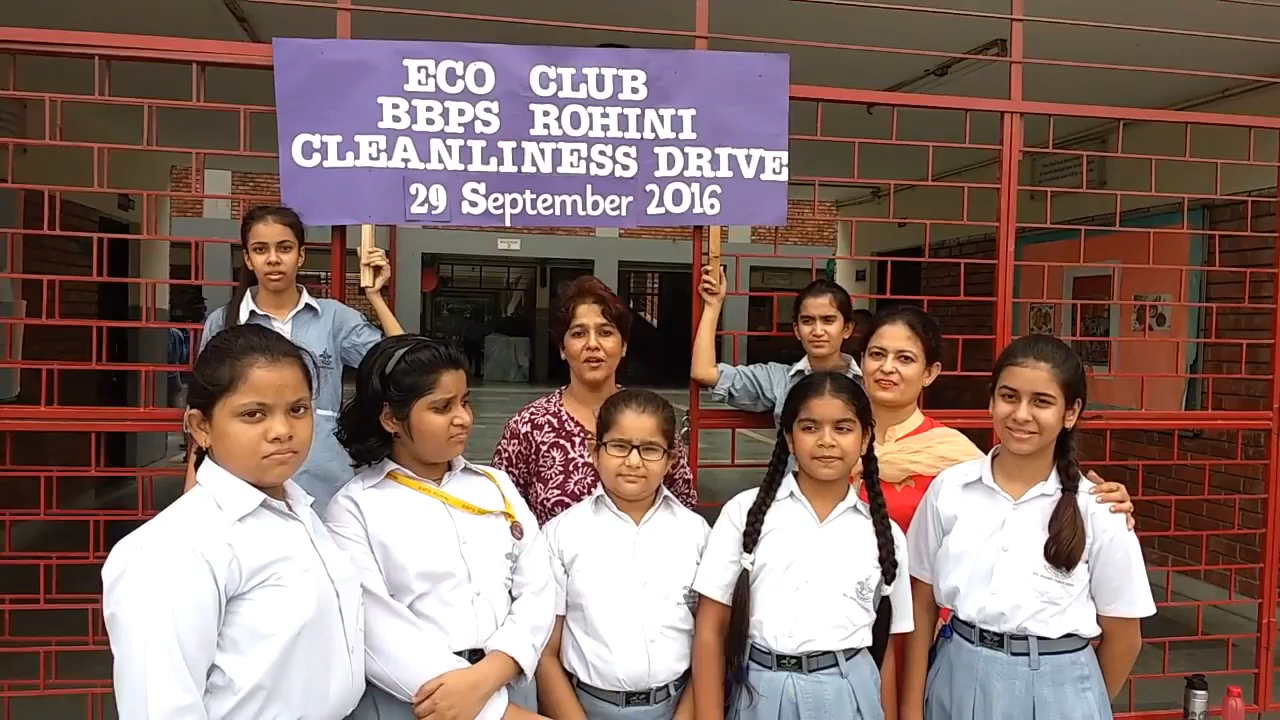 ECO CLUB
BBPS ROHINI
CLEANLINESS DRIVE
29 September 2016